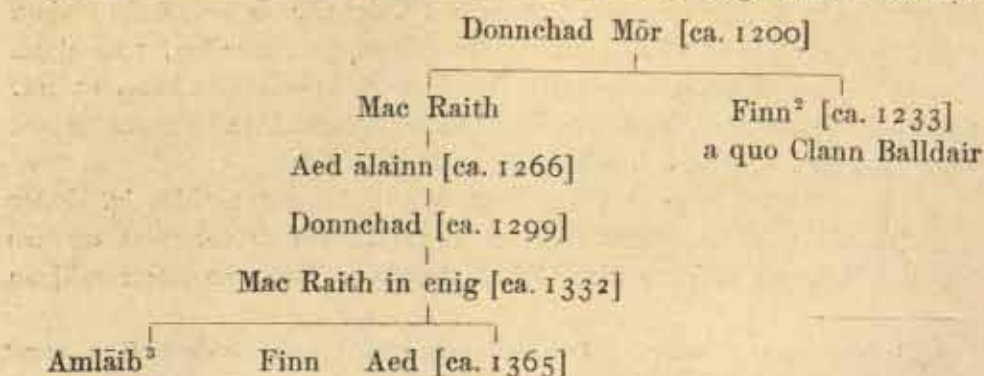 Donnchad Mōr [ca. 1200]
Mac Raith Finn² [ca. 1233]
Aed ālainn [ca. 1266] a quo Clann Balldair
Donnchad [ca. 1299]
Mac Raith in enig [ca. 1332]
Amlāib³ Finn Aed [ca. 1365]